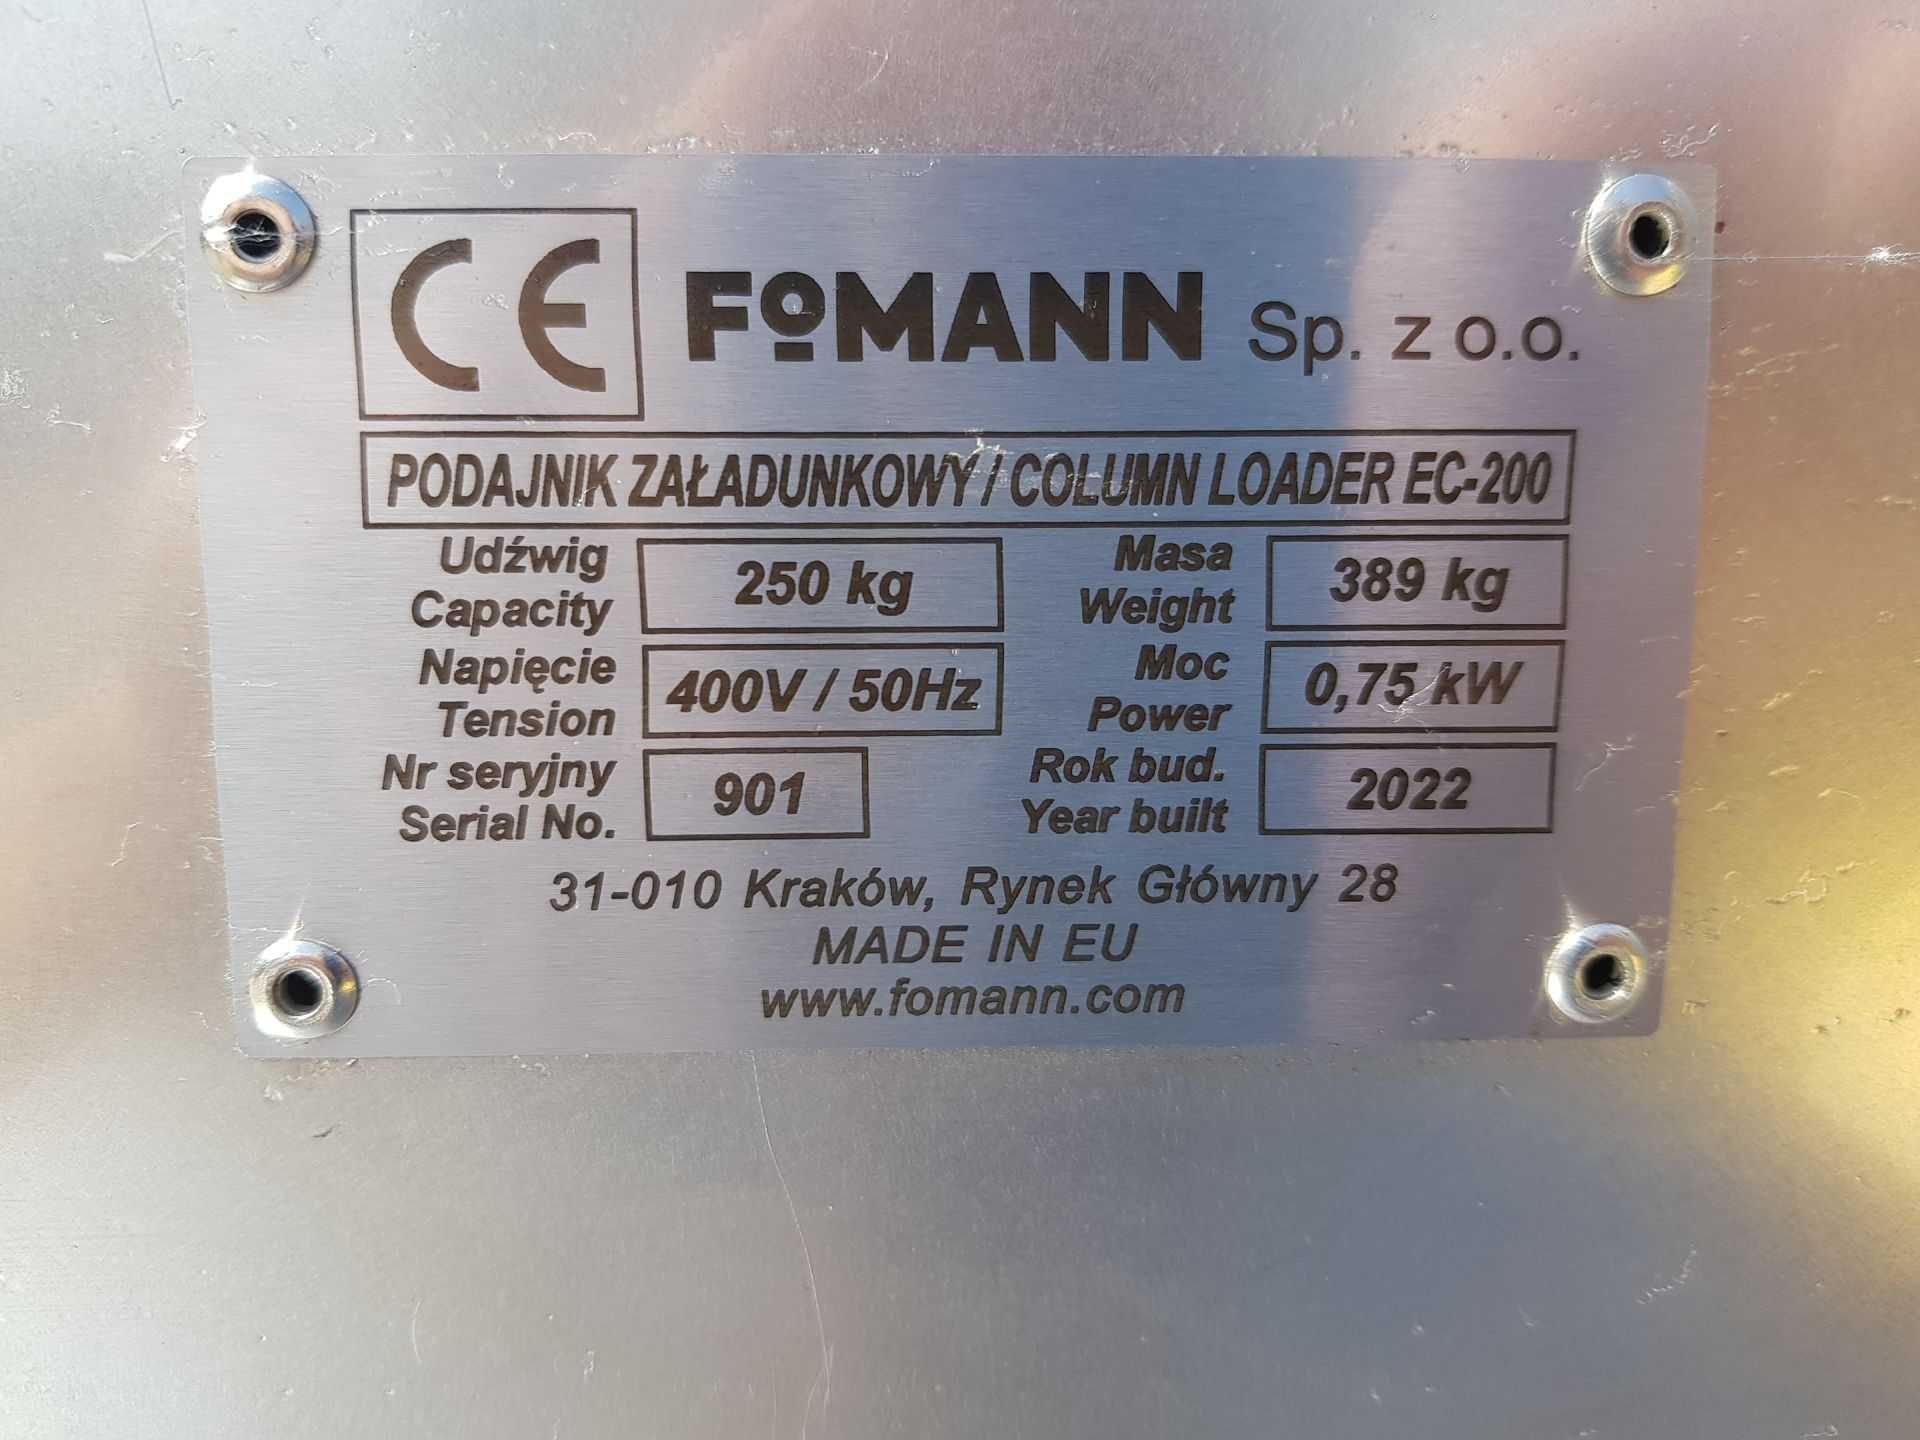 CE FOMANN Sp. z o.o.
PODAJNIK ZAŁADUNKOWY / COLUMN LOADER EC-200
Udźwig
Capacity
250 kg
Masa
Weight
389 kg
Napięcie
Tension
400V / 50Hz
Moc
Power
0,75 kW
Nr seryjny
Serial No.
901
Rok bud.
Year built
2022
31-010 Kraków, Rynek Główny 28
MADE IN EU
www.fomann.com